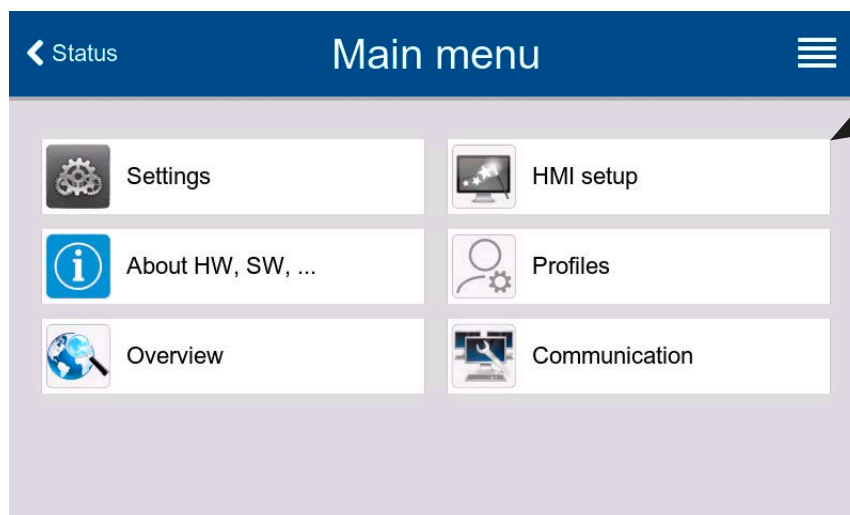 Status
Main menu
Settings
HMI setup
About HW, SW, ...
Profiles
Overview
Communication